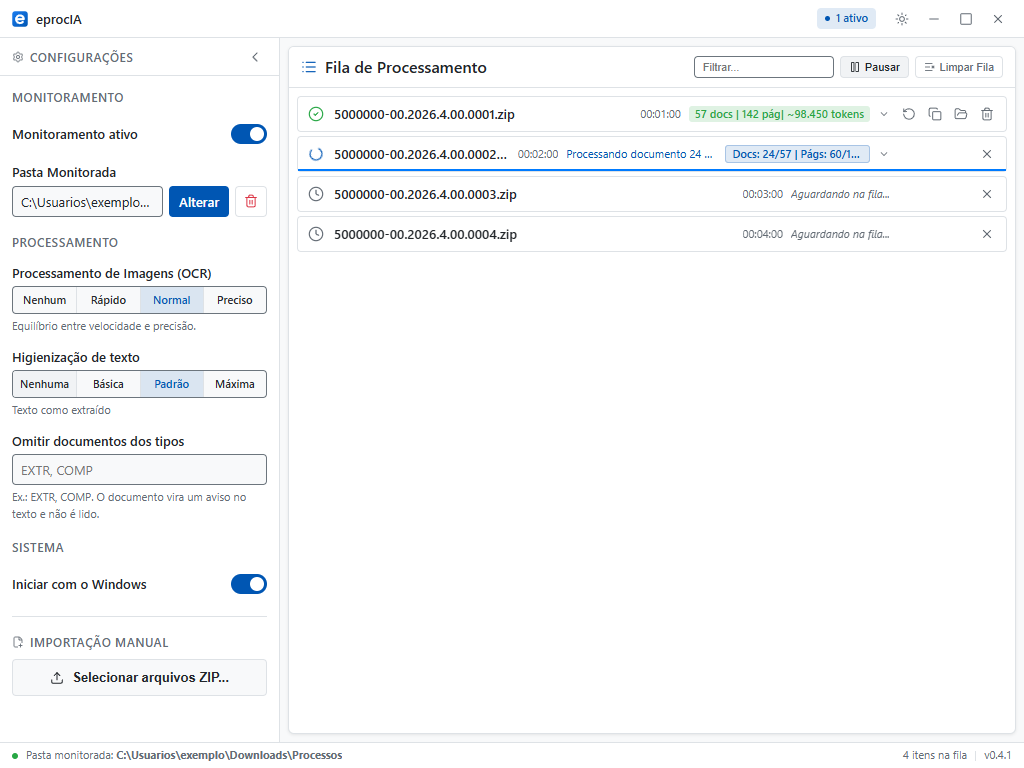 eprocIA
1 ativo
CONFIGURAÇÕES
MONITORAMENTO
Monitoramento ativo
Pasta Monitorada
C:\Usuarios\exemplo...
Alterar
PROCESSAMENTO
Processamento de Imagens (OCR)
Nenhum Rápido Normal Preciso
Equilíbrio entre velocidade e precisão.
Higienização de texto
Nenhuma Básica Padrão Máxima
Texto como extraído
Omitir documentos dos tipos
EXTR, COMP
Ex.: EXTR, COMP. O documento vira um aviso no
texto e não é lido.
SISTEMA
Iniciar com o Windows
IMPORTAÇÃO MANUAL
Selecionar arquivos ZIP...
Fila de Processamento
Filtrar...
Pausar
Limpar Fila
5000000-00.2026.4.00.0001.zip 00:01:00 57 docs | 142 pág| ~98.450 tokens
5000000-00.2026.4.00.0002... 00:02:00 Processando documento 24 ... Docs: 24/57 | Págs: 60/1...
5000000-00.2026.4.00.0003.zip 00:03:00 Aguardando na fila...
5000000-00.2026.4.00.0004.zip 00:04:00 Aguardando na fila...
Pasta monitorada: C:\Usuarios\exemplo\Downloads\Processos
4 itens na fila
v0.4.1